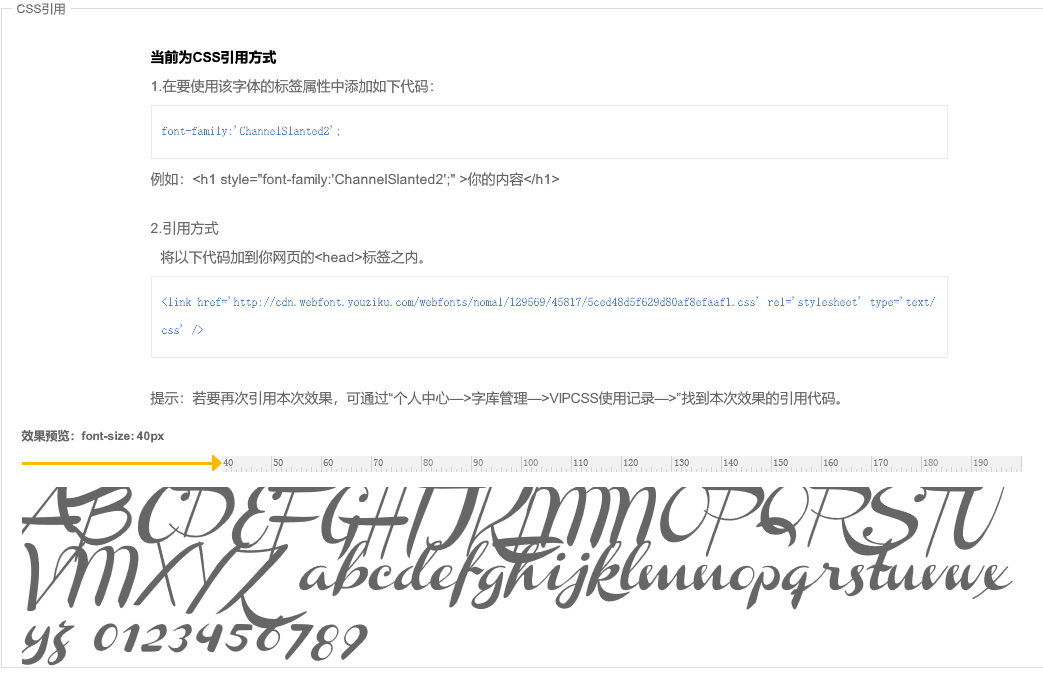 CSS引用
当前为CSS引用方式
1.在要使用该字体的标签属性中添加如下代码：
font-family:'ChannelSlanted2';
例如：<h1 style="font-family:'ChannelSlanted2';" >你的内容</h1>
2.引用方式
将以下代码加到你网页的<head>标签之内。
<link href='http://cdn.webfont.youziku.com/webfonts/nomal/129569/45817/5ced48d5f629d80af8efaaf1.css' rel='stylesheet' type='text/
css' />
提示：若要再次引用本次效果，可通过“个人中心—>字库管理—>VIPCSS使用记录—>”找到本次效果的引用代码。
效果预览：font-size: 40px
40 50 60 70 80 90 100 110 120 130 140 150 160 170 180 190
ABCDEFGHIJKLMNOPQRSTU
VWXYZ abcdefghijklmnopqrstuvwx
yz 0123456789